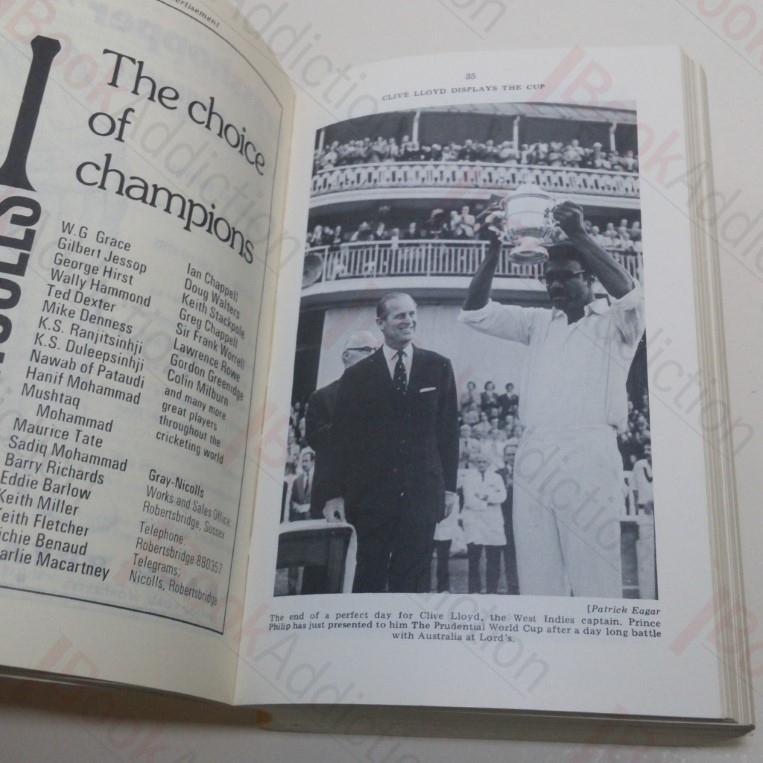 ertisement
The choice
of
champions
W.G Grace
Gilbert Jessop
George Hirst
Wally Hammond
Ted Dexter
Mike Denness
K.S. Ranjitsinhji
K.S. Duleepsinhji
Nawab of Pataudi
Hanif Mohammad
Mushtaq
Mohammad
Maurice Tate
Sadiq Mohammad
Barry Richards
Eddie Barlow
Keith Miller
eith Fletcher
ichie Benaud
arlie Macartney
Ian Chappell
Doug Walters
Keith Stackpole
Greg Chappell
Sir Frank Worrell
Lawrence Rowe
Gordon Greenidge
Colin Milburn
and many more
great players
throughout the
cricketing world
Gray-Nicolls
Works and Sales Office:
Robertsbridge, Sussex
Telephone
Robertsbridge 880357
Telegrams;
Nicolls, Robertsbridge
35
CLIVE LLOYD DISPLAYS THE CUP
[Patrick Eagar
The end of a perfect day for Clive Lloyd, the West Indies captain. Prince
Philip has just presented to him The Prudential World Cup after a day long battle
with Australia at Lord's.
BookAddiction